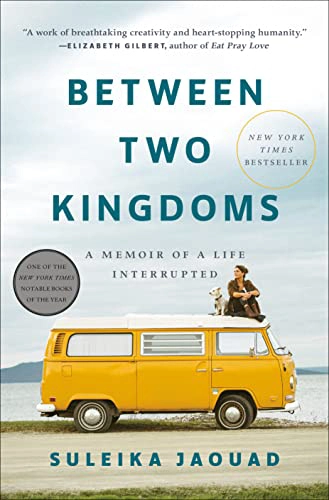 “A work of breathtaking creativity and heart-stopping humanity.”
—ELIZABETH GILBERT, author of Eat Pray Love
BETWEEN
TWO
KINGDOMS
NEW YORK
TIMES
BESTSELLER
A MEMOIR OF A LIFE
INTERRUPTED
ONE OF THE
NEW YORK TIMES
NOTABLE BOOKS
OF THE YEAR
SULEIKA JAOUAD